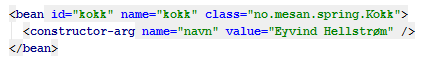 <bean id="kokk" name="kokk" class="no.mesan.spring.Kokk">
<constructor-arg name="navn" value="Eyvind Hellstrøm" />
</bean>